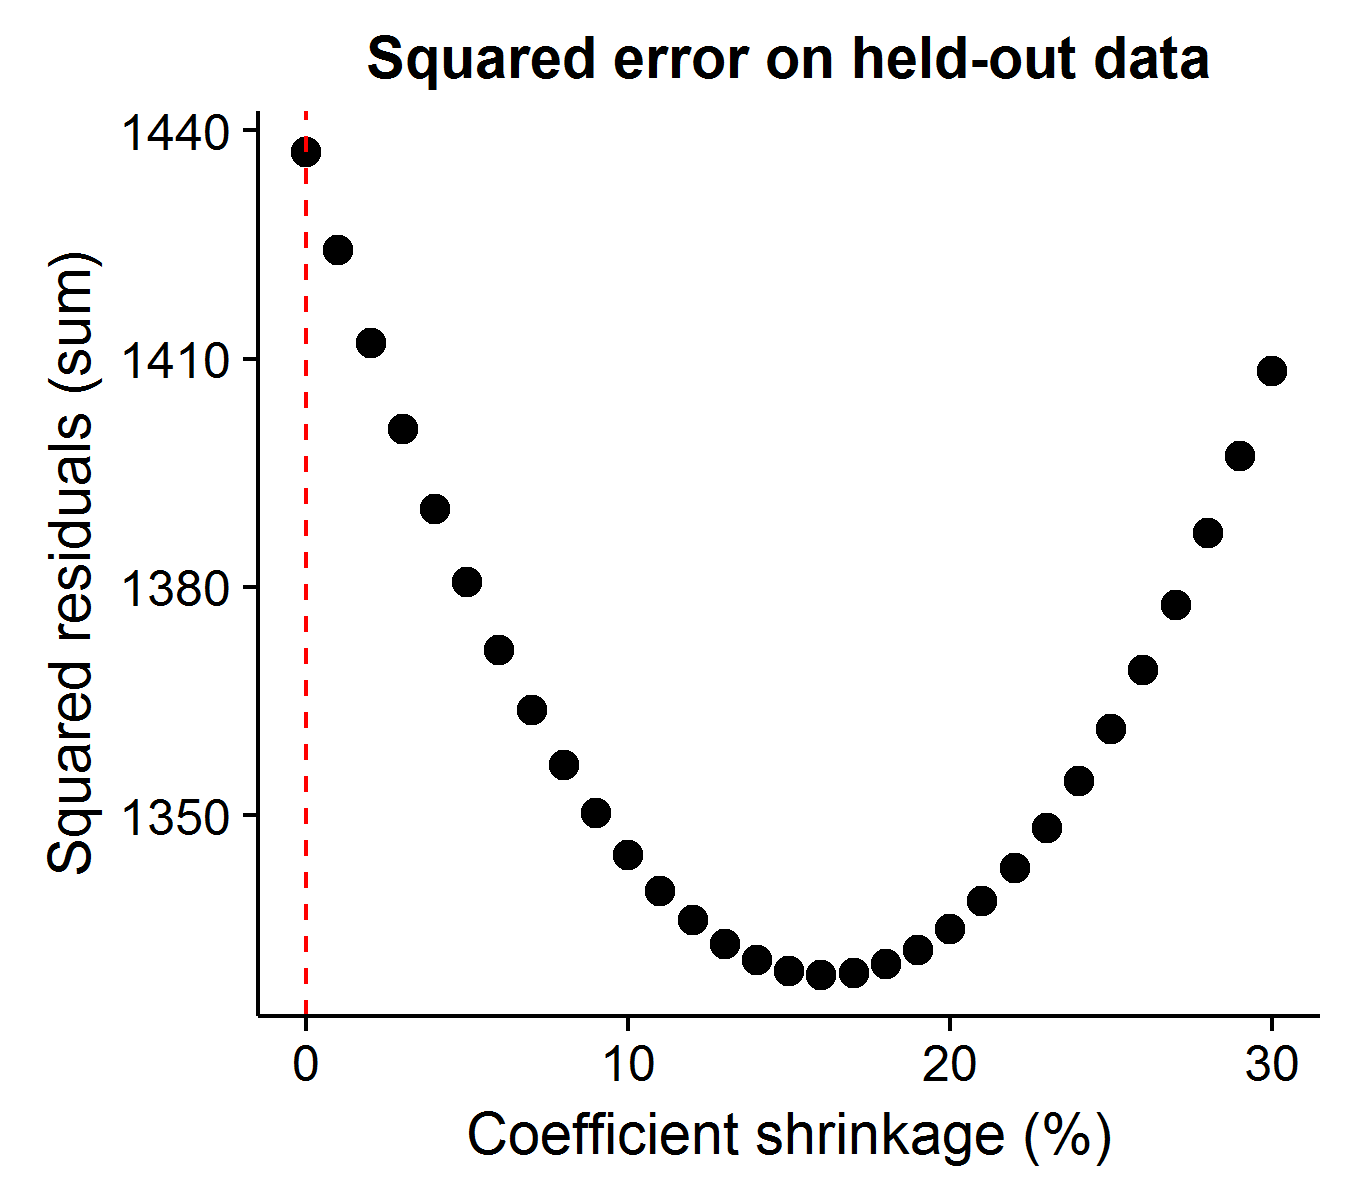 Squared error on held-out data
Squared residuals (sum)
1440
1410
1380
1350
0 10 20 30
Coefficient shrinkage (%)